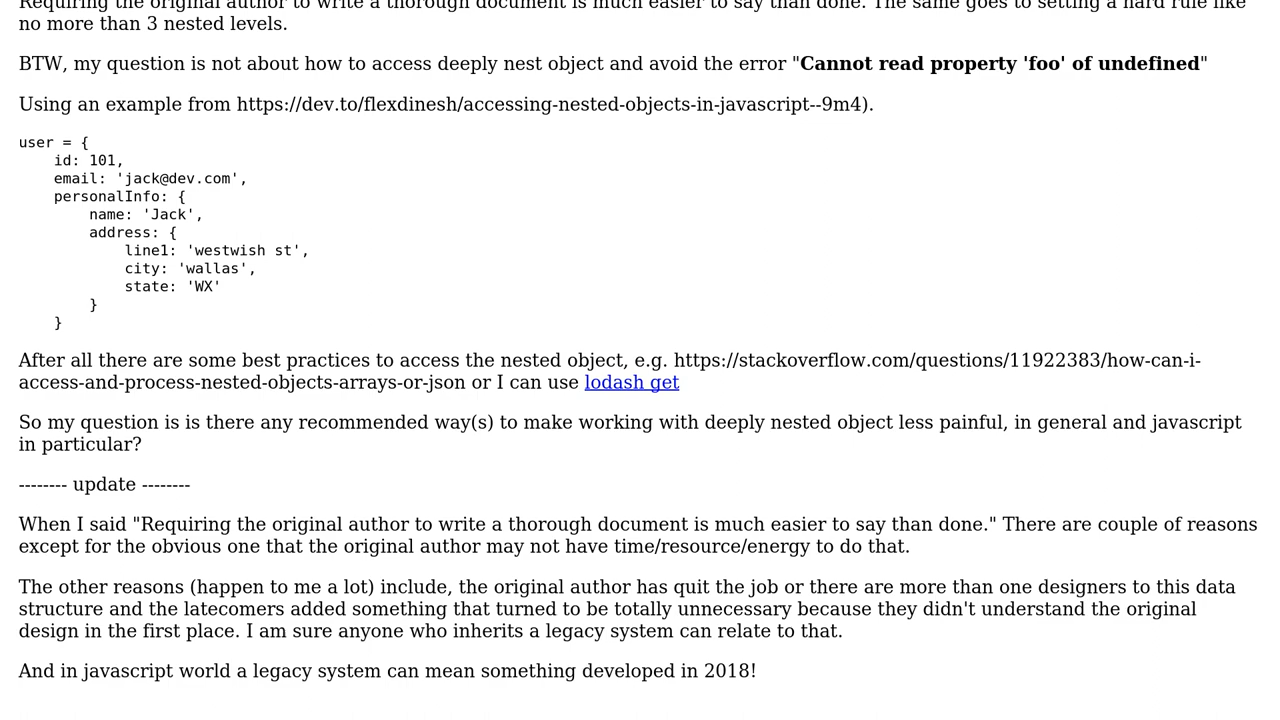 Requiring the original author to write a thorough document is much easier to say than done. The same goes to setting a hard rule like
no more than 3 nested levels.
BTW, my question is not about how to access deeply nest object and avoid the error "Cannot read property 'foo' of undefined"
Using an example from https://dev.to/flexdinesh/accessing-nested-objects-in-javascript--9m4).
user = {
    id: 101,
    email: 'jack@dev.com',
    personalInfo: {
        name: 'Jack',
        address: {
            line1: 'westwish st',
            city: 'wallas',
            state: 'WX'
        }
    }
After all there are some best practices to access the nested object, e.g. https://stackoverflow.com/questions/11922383/how-can-i-
access-and-process-nested-objects-arrays-or-json or I can use lodash get
So my question is is there any recommended way(s) to make working with deeply nested object less painful, in general and javascript
in particular?
-------- update --------
When I said "Requiring the original author to write a thorough document is much easier to say than done." There are couple of reasons
except for the obvious one that the original author may not have time/resource/energy to do that.
The other reasons (happen to me a lot) include, the original author has quit the job or there are more than one designers to this data
structure and the latecomers added something that turned to be totally unnecessary because they didn't understand the original
design in the first place. I am sure anyone who inherits a legacy system can relate to that.
And in javascript world a legacy system can mean something developed in 2018!